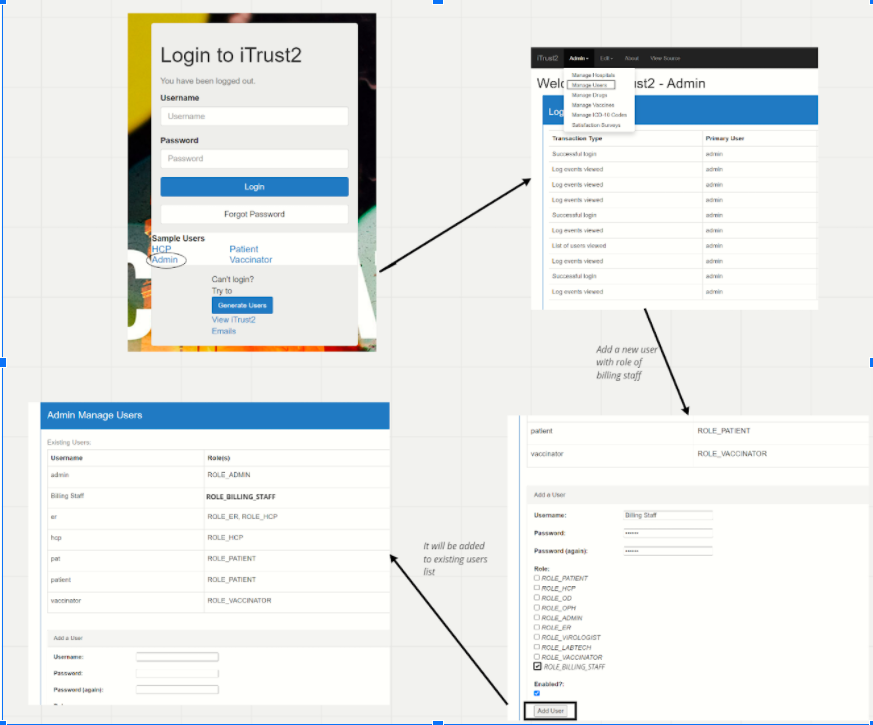 Login to iTrust2
You have been logged out.
Username
Username
Password
Password
Login
Forgot Password
Sample Users
HCP Patient
Admin Vaccinator
Can't login?
Try to
Generate Users
View iTrust2
Emails
iTrust2 Admin Edit About View Source
Manage Hospitals
Manage Users
Manage Drugs
Manage Vaccines
Manage ICD-10 Codes
Satisfaction Surveys
Welc ust2 - Admin
Log
Transaction Type Primary User
Successful login admin
Log events viewed admin
Log events viewed admin
Log events viewed admin
Successful login admin
Log events viewed admin
List of users viewed admin
Log events viewed admin
Successful login admin
Log events viewed admin
Add a new user
with role of
billing staff
patient ROLE_PATIENT
vaccinator ROLE_VACCINATOR
Add a User
Username: Billing Staff
Password: ······
Password (again): ······
Role:
ROLE_PATIENT
ROLE_HCP
ROLE_OD
ROLE_OPH
ROLE_ADMIN
ROLE_ER
ROLE_VIROLOGIST
ROLE_LABTECH
ROLE_VACCINATOR
ROLE_BILLING_STAFF
Enabled?:
Add User
It will be added
to existing users
list
Admin Manage Users
Existing Users:
Username Role(s)
admin ROLE_ADMIN
Billing Staff ROLE_BILLING_STAFF
er ROLE_ER, ROLE_HCP
hcp ROLE_HCP
pat ROLE_PATIENT
patient ROLE_PATIENT
vaccinator ROLE_VACCINATOR
Add a User
Username:
Password:
Password (again):